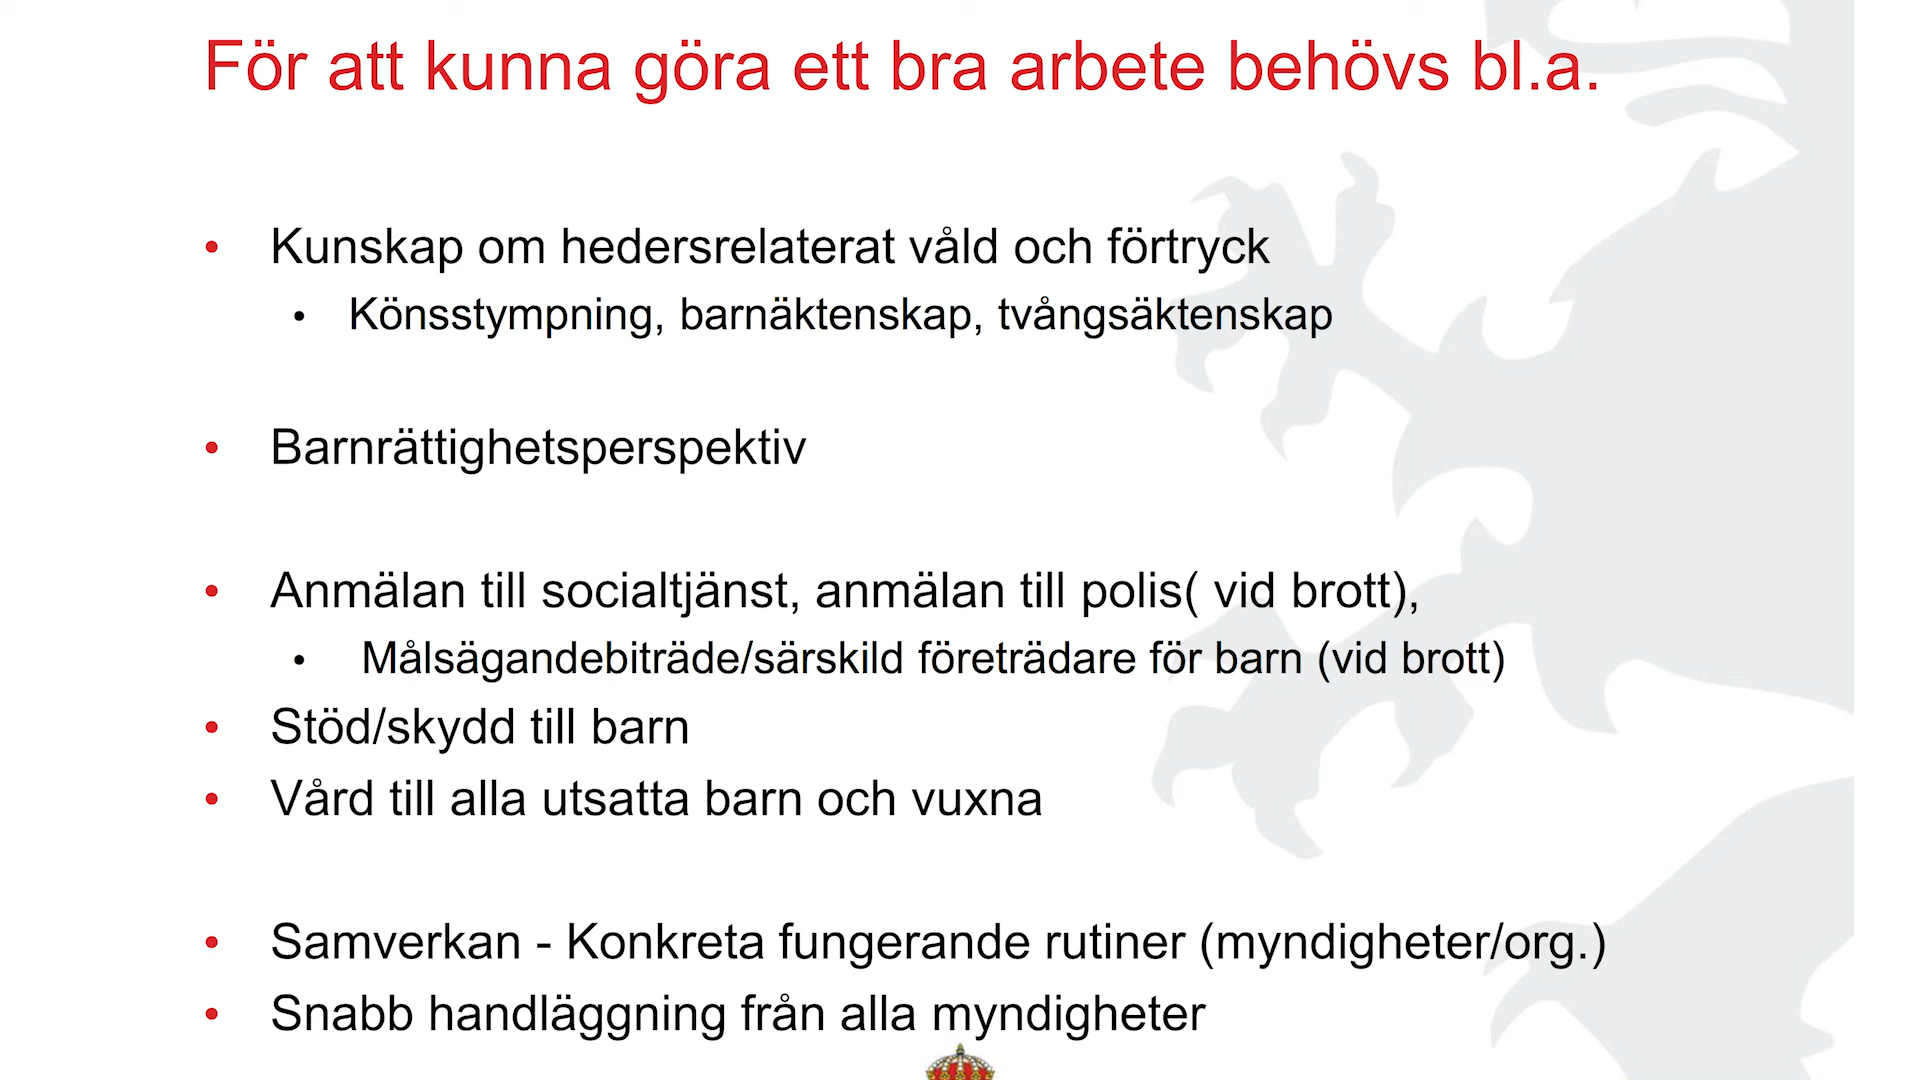 För att kunna göra ett bra arbete behövs bl.a.
• Kunskap om hedersrelaterat våld och förtryck
• Könsstympning, barnäktenskap, tvångsäktenskap
• Barnrättighetsperspektiv
• Anmälan till socialtjänst, anmälan till polis( vid brott),
• Målsägandebiträde/särskild företrädare för barn (vid brott)
• Stöd/skydd till barn
• Vård till alla utsatta barn och vuxna
• Samverkan - Konkreta fungerande rutiner (myndigheter/org.)
• Snabb handläggning från alla myndigheter